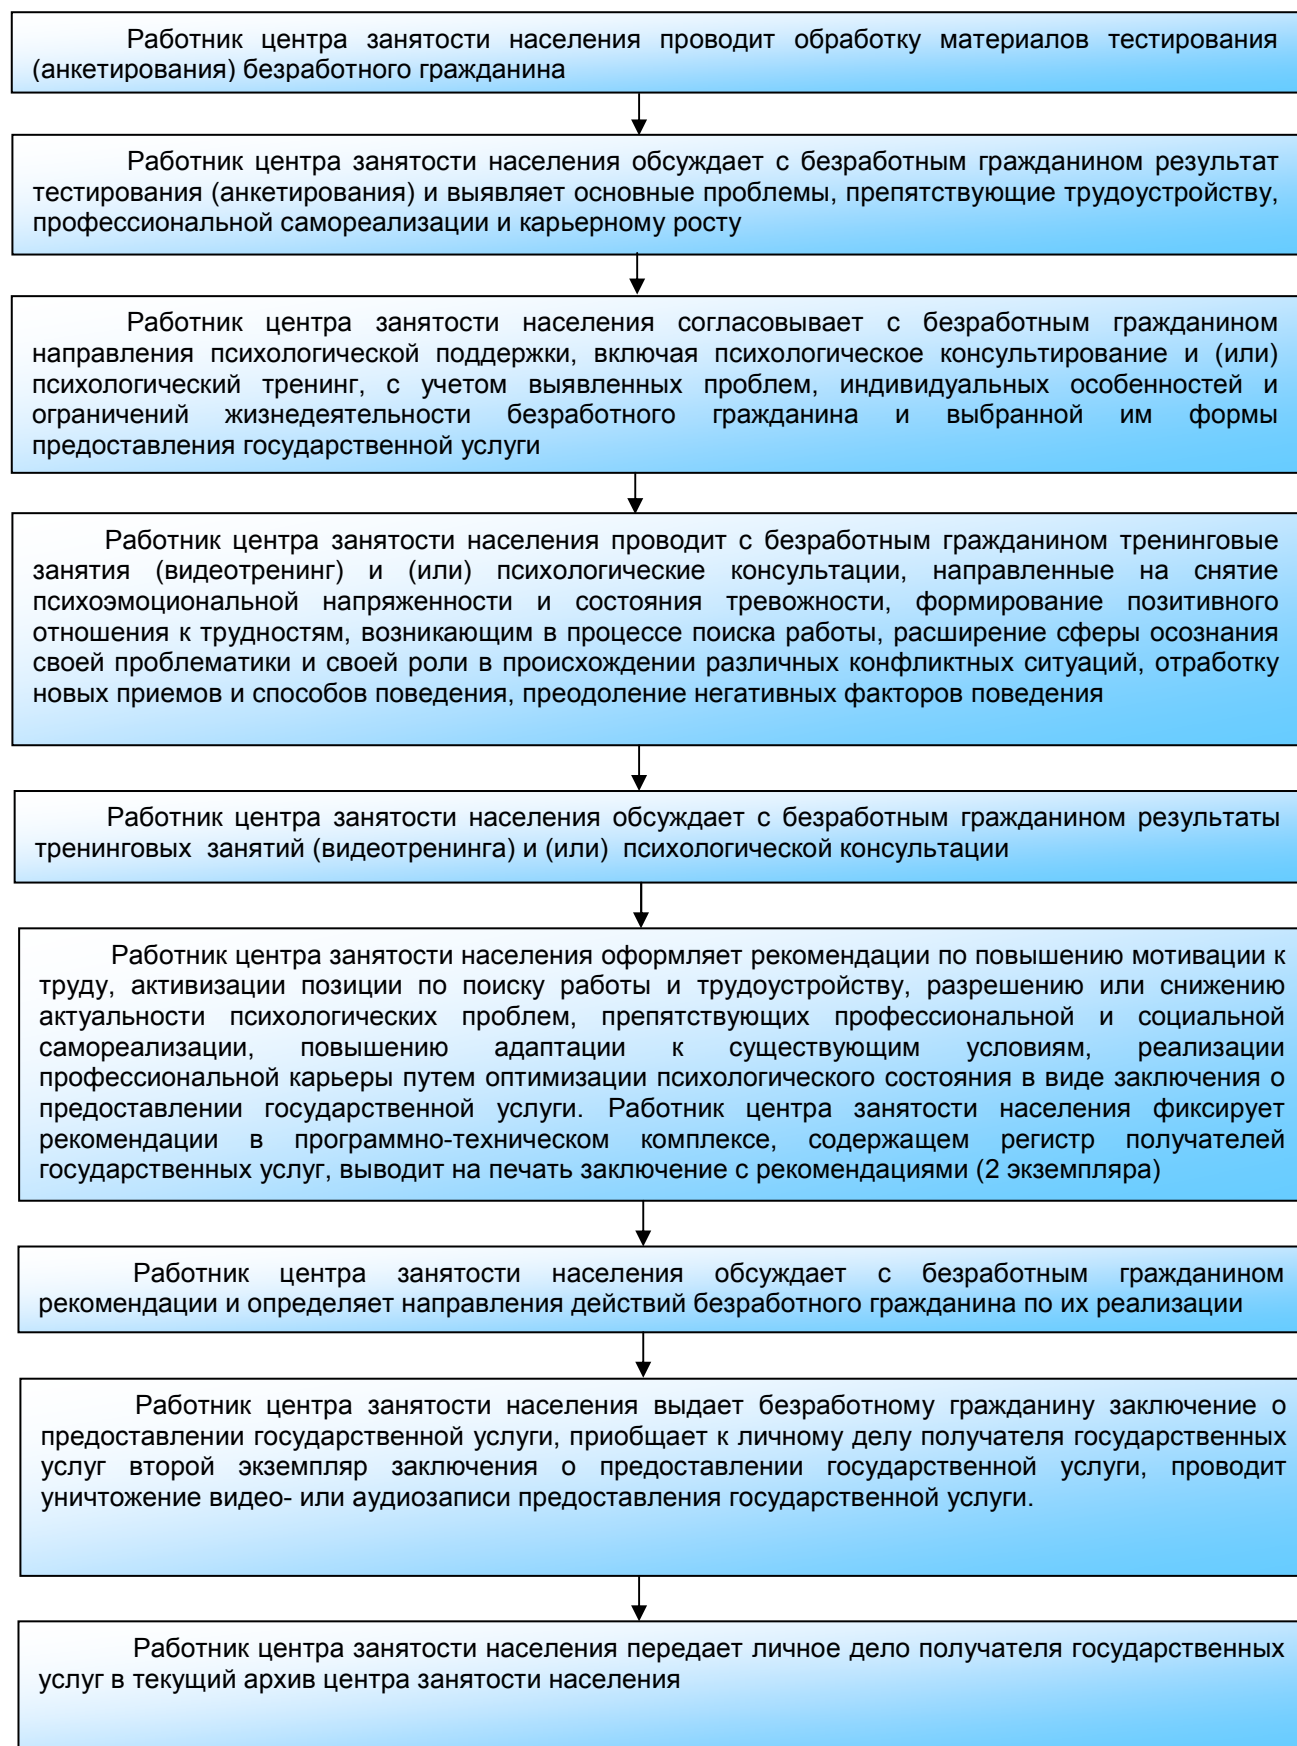 Работник центра занятости населения проводит обработку материалов тестирования
(анкетирования) безработного гражданина
Работник центра занятости населения обсуждает с безработным гражданином результат
тестирования (анкетирования) и выявляет основные проблемы, препятствующие трудоустройству,
профессиональной самореализации и карьерному росту
Работник центра занятости населения согласовывает с безработным гражданином
направления психологической поддержки, включая психологическое консультирование и (или)
психологический тренинг, с учетом выявленных проблем, индивидуальных особенностей и
ограничений жизнедеятельности безработного гражданина и выбранной им формы
предоставления государственной услуги
Работник центра занятости населения проводит с безработным гражданином тренинговые
занятия (видеотренинг) и (или) психологические консультации, направленные на снятие
психоэмоциональной напряженности и состояния тревожности, формирование позитивного
отношения к трудностям, возникающим в процессе поиска работы, расширение сферы осознания
своей проблематики и своей роли в происхождении различных конфликтных ситуаций, отработку
новых приемов и способов поведения, преодоление негативных факторов поведения
Работник центра занятости населения обсуждает с безработным гражданином результаты
тренинговых занятий (видеотренинга) и (или) психологической консультации
Работник центра занятости населения оформляет рекомендации по повышению мотивации к
труду, активизации позиции по поиску работы и трудоустройству, разрешению или снижению
актуальности психологических проблем, препятствующих профессиональной и социальной
самореализации, повышению адаптации к существующим условиям, реализации
профессиональной карьеры путем оптимизации психологического состояния в виде заключения о
предоставлении государственной услуги. Работник центра занятости населения фиксирует
рекомендации в программно-техническом комплексе, содержащем регистр получателей
государственных услуг, выводит на печать заключение с рекомендациями (2 экземпляра)
Работник центра занятости населения обсуждает с безработным гражданином
рекомендации и определяет направления действий безработного гражданина по их реализации
Работник центра занятости населения выдает безработному гражданину заключение о
предоставлении государственной услуги, приобщает к личному делу получателя государственных
услуг второй экземпляр заключения о предоставлении государственной услуги, проводит
уничтожение видео- или аудиозаписи предоставления государственной услуги.
Работник центра занятости населения передает личное дело получателя государственных
услуг в текущий архив центра занятости населения